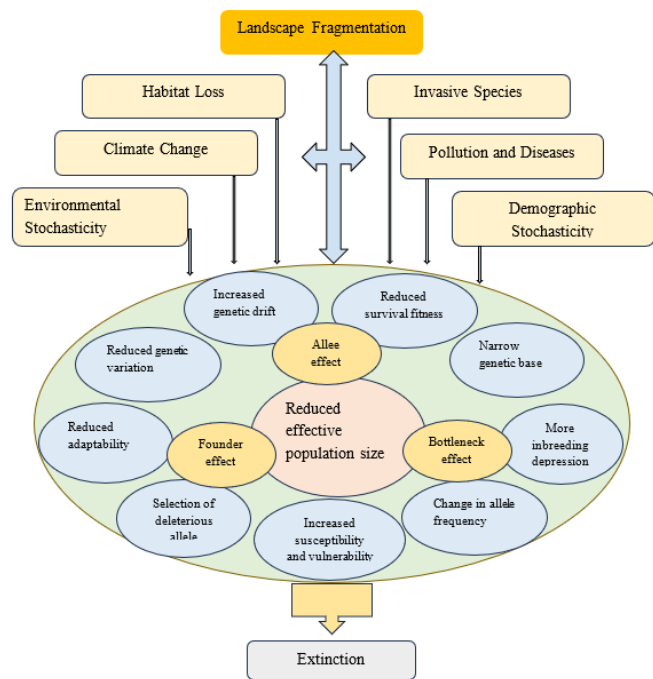 Landscape Fragmentation
Habitat Loss
Invasive Species
Climate Change
Pollution and Diseases
Environmental
Stochasticity
Demographic
Stochasticity
Increased
genetic drift
Reduced
survival fitness
Allee
effect
Reduced genetic
variation
Narrow
genetic base
Reduced
effective
population size
Reduced
adaptability
Founder
effect
Bottleneck
effect
More
inbreeding
depression
Selection of
deleterious
allele
Increased
susceptibility
and vulnerability
Change in allele
frequency
Extinction